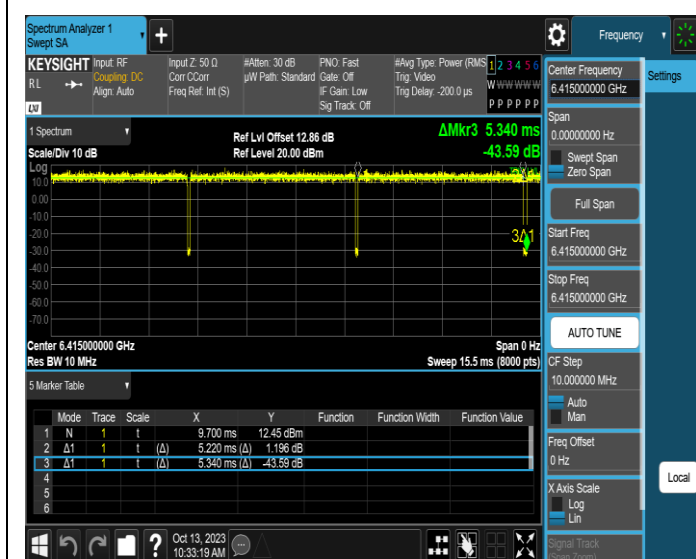 Spectrum Analyzer 1
Swept SA
Frequency
KEYSIGHT
RL
LXI
Input: RF
Coupling: DC
Align: Auto
Input Z: 50 Ω
Corr CCorr
Freq Ref: Int (S)
#Atten: 30 dB
µW Path: Standard
PNO: Fast
Gate: Off
IF Gain: Low
Sig Track: Off
#Avg Type: Power (RMS
Trig: Video
Trig Delay: -200.0 µs
1 2 3 4 5 6
W W W W W W
P P P P P P
1 Spectrum
Scale/Div 10 dB
Ref Lvl Offset 12.86 dB
Ref Level 20.00 dBm
ΔMkr3 5.340 ms
-43.59 dB
Log
10.0
0.00
-10.0
-20.0
-30.0
-40.0
-50.0
-60.0
-70.0
3Δ1
Center 6.415000000 GHz
Span 0 Hz
Res BW 10 MHz
Sweep 15.5 ms (8000 pts)
5 Marker Table
Mode Trace Scale X Y Function Function Width Function Value
1 N 1 t 9.700 ms 12.45 dBm
2 Δ1 1 t (Δ) 5.220 ms (Δ) 1.196 dB
3 Δ1 1 t (Δ) 5.340 ms (Δ) -43.59 dB
4
5
6
?
Oct 13, 2023
10:33:19 AM
Center Frequency
6.415000000 GHz
Span
0.00000000 Hz
Swept Span
Zero Span
Full Span
Start Freq
6.415000000 GHz
Stop Freq
6.415000000 GHz
AUTO TUNE
CF Step
10.000000 MHz
Auto
Man
Freq Offset
0 Hz
X Axis Scale
Log
Lin
Signal Track
(Span Zoom)
Settings
Local